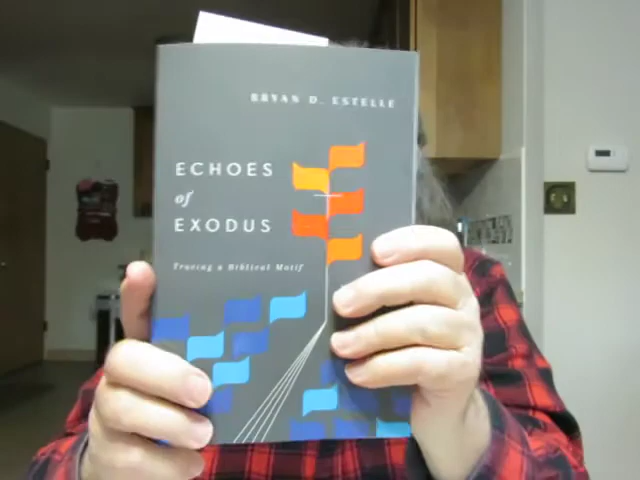 BRYAN D. ESTELLE
ECHOES
of
EXODUS
Tracing a Biblical Motif